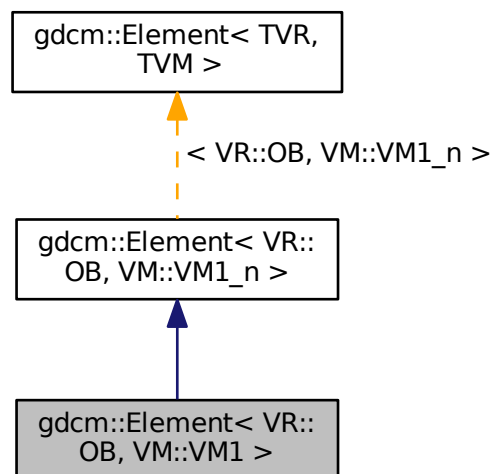 gdcm::Element< TVR,
TVM >
< VR::OB, VM::VM1_n >
gdcm::Element< VR::
OB, VM::VM1_n >
gdcm::Element< VR::
OB, VM::VM1 >